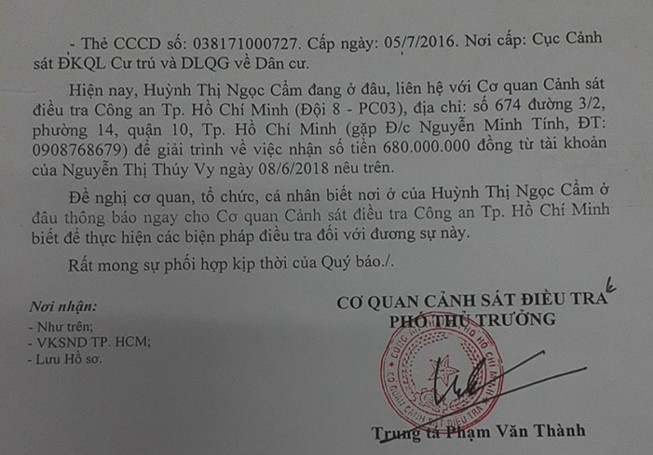 - Thẻ CCCD số: 038171000727. Cấp ngày: 05/7/2016. Nơi cấp: Cục Cảnh
sát ĐKQL Cư trú và DLQG về Dân cư.
Hiện nay, Huỳnh Thị Ngọc Cẩm đang ở đâu, liên hệ với Cơ quan Cảnh sát
điều tra Công an Tp. Hồ Chí Minh (Đội 8 - PC03), địa chỉ: số 674 đường 3/2,
phường 14, quận 10, Tp. Hồ Chí Minh (gặp Đ/c Nguyễn Minh Tính, ĐT:
0908768679) để giải trình về việc nhận số tiền 680.000.000 đồng từ tài khoản
của Nguyễn Thị Thúy Vy ngày 08/6/2018 nêu trên.
Đề nghị cơ quan, tổ chức, cá nhân biết nơi ở của Huỳnh Thị Ngọc Cẩm ở
đâu thông báo ngay cho Cơ quan Cảnh sát điều tra Công an Tp. Hồ Chí Minh
biết để thực hiện các biện pháp điều tra đối với đương sự này.
Rất mong sự phối hợp kịp thời của Quý báo./.
Nơi nhận:
- Như trên;
- VKSND TP. HCM;
- Lưu Hồ sơ.
CƠ QUAN CẢNH SÁT ĐIỀU TRA
PHÓ THỦ TRƯỞNG
CƠ QUAN CẢNH SÁT ĐIỀU TRA
Trung tá Phạm Văn Thành